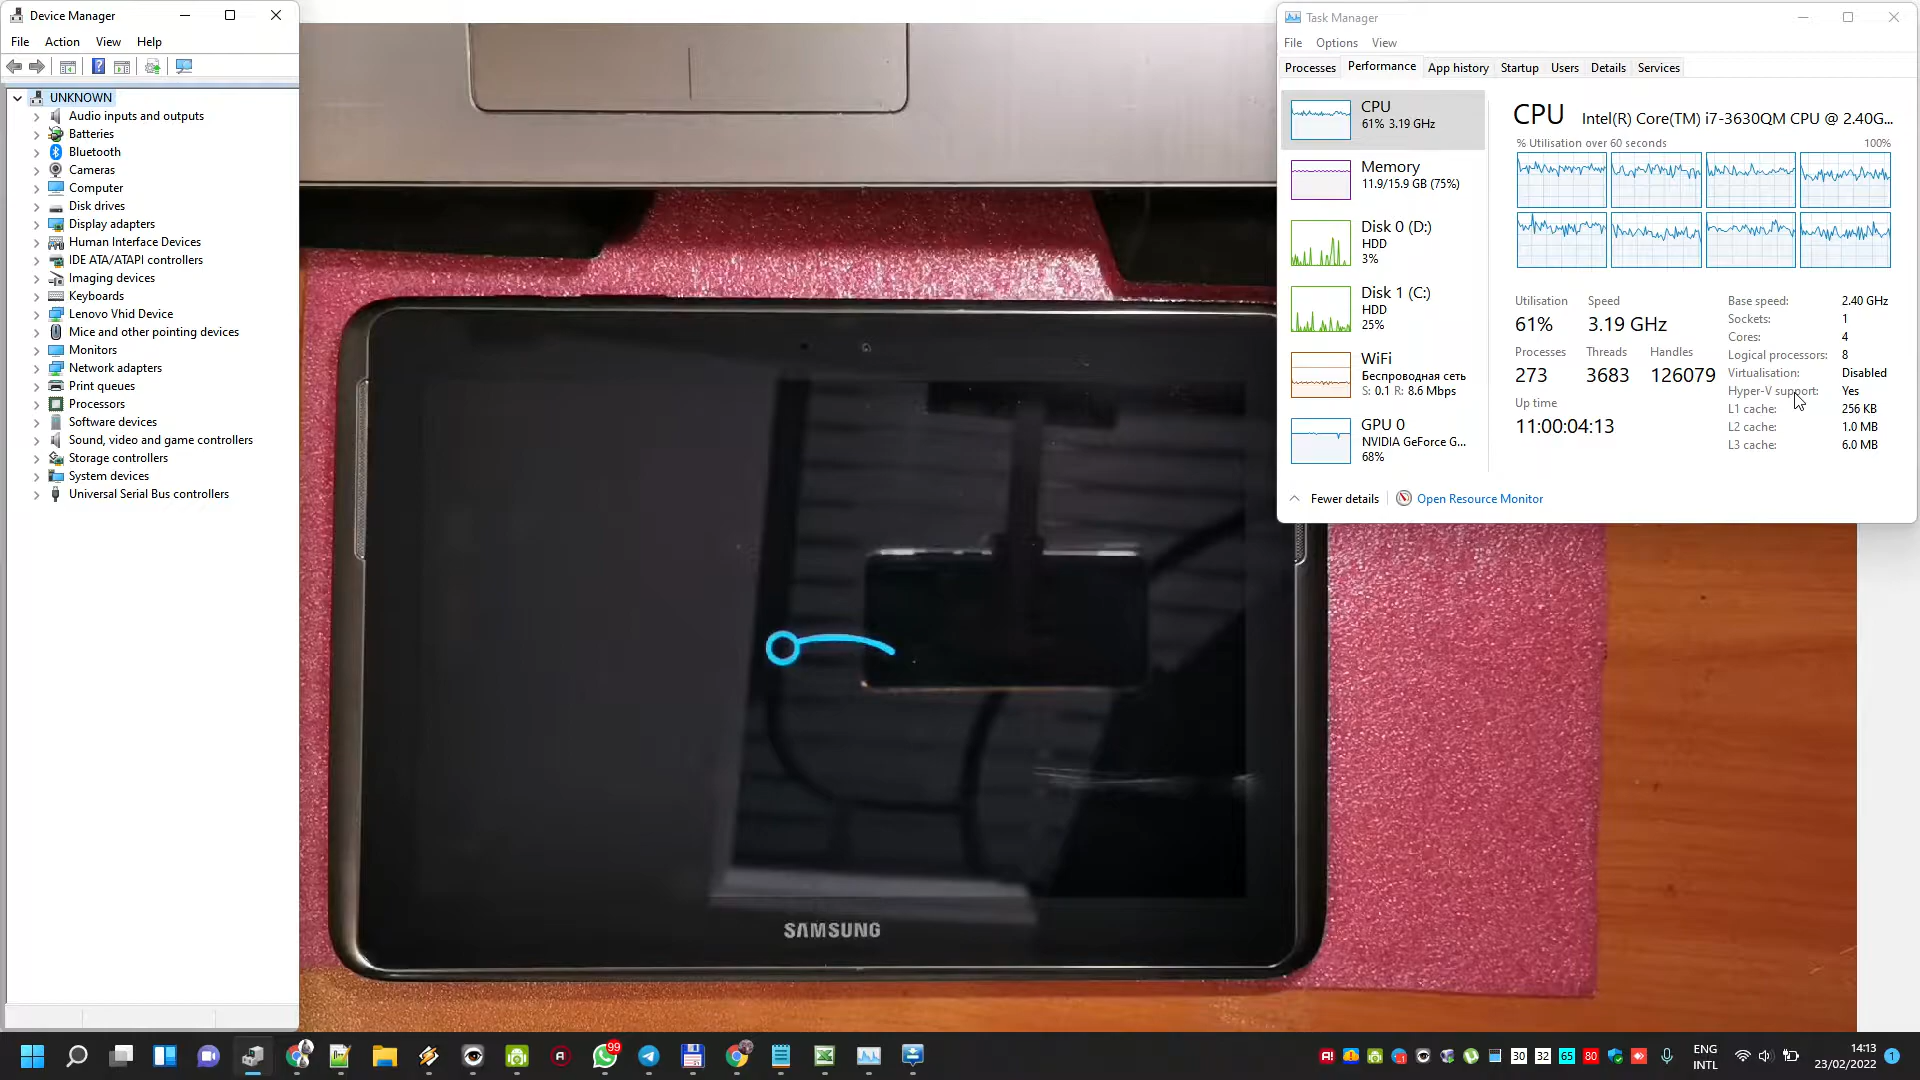 Device Manager
File Action View Help
UNKNOWN
Audio inputs and outputs
Batteries
Bluetooth
Cameras
Computer
Disk drives
Display adapters
Human Interface Devices
IDE ATA/ATAPI controllers
Imaging devices
Keyboards
Lenovo Vhid Device
Mice and other pointing devices
Monitors
Network adapters
Print queues
Processors
Software devices
Sound, video and game controllers
Storage controllers
System devices
Universal Serial Bus controllers
SAMSUNG
Task Manager
File Options View
Processes Performance App history Startup Users Details Services
CPU
61% 3.19 GHz
Memory
11.9/15.9 GB (75%)
Disk 0 (D:)
HDD
3%
Disk 1 (C:)
HDD
25%
WiFi
Беспроводная сеть
S: 0.1 R: 8.6 Mbps
GPU 0
NVIDIA GeForce G...
68%
CPU Intel(R) Core(TM) i7-3630QM CPU @ 2.40G...
% Utilisation over 60 seconds 100%
Utilisation Speed
61% 3.19 GHz
Processes Threads Handles
273 3683 126079
Up time
11:00:04:13
Base speed: 2.40 GHz
Sockets: 1
Cores: 4
Logical processors: 8
Virtualisation: Disabled
Hyper-V support: Yes
L1 cache: 256 KB
L2 cache: 1.0 MB
L3 cache: 6.0 MB
Fewer details Open Resource Monitor
99
A!
30 32 65 80
ENG
INTL
14:13
23/02/2022
1